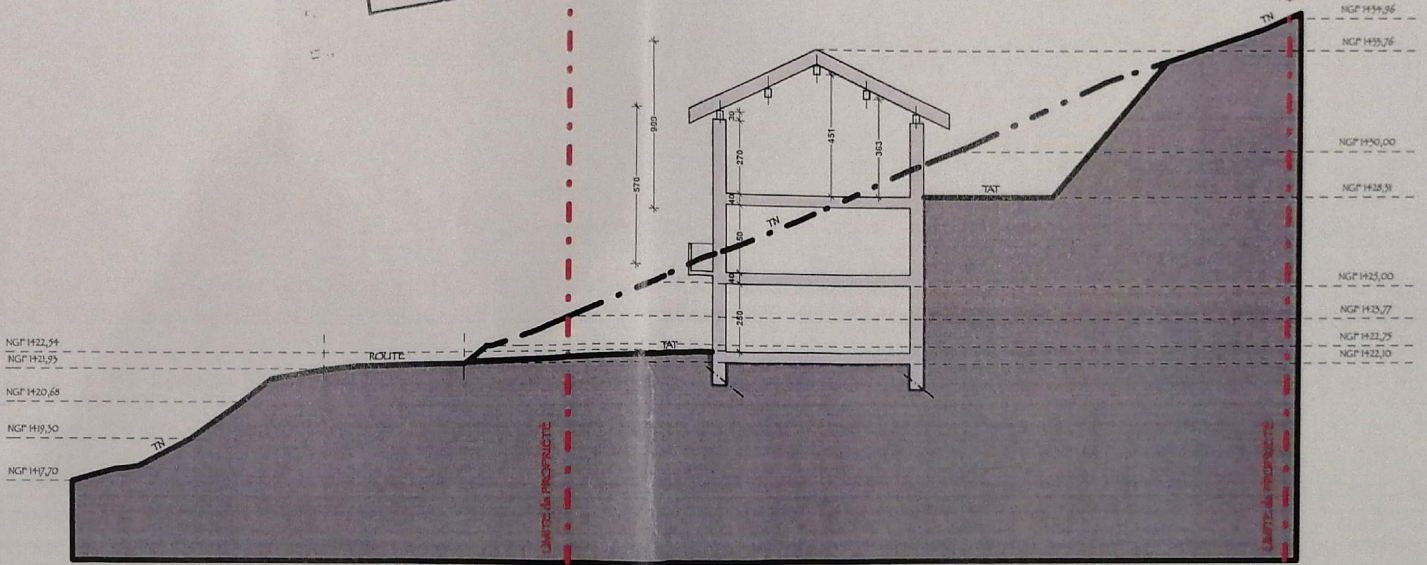 NGF 1434,96
TN
NGF 1433,76
30
900
270
451
363
570
NGF 1430,00
40
TAT
NGF 1428,51
TN
40
NGF 1425,00
250
NGF 1423,77
NGF 1422,54
TAT
NGF 1422,75
NGF 1421,93
ROUTE
NGF 1422,10
NGF 1420,68
NGF 1419,30
TN
NGF 1417,70
LIMITE de PROPRIETE
LIMITE de PROPRIETE